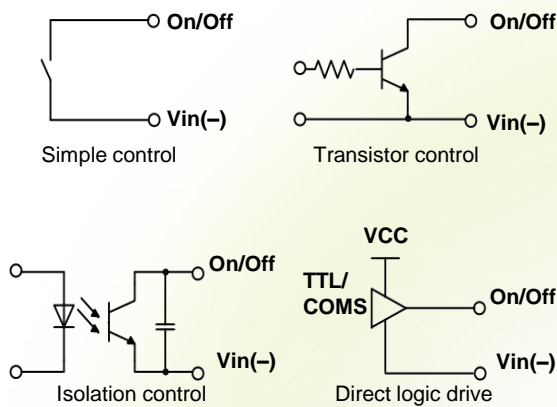 On/Off
Vin(–)
Simple control
On/Off
Vin(–)
Transistor control
On/Off
Vin(–)
Isolation control
VCC
TTL/
COMS
On/Off
Vin(–)
Direct logic drive